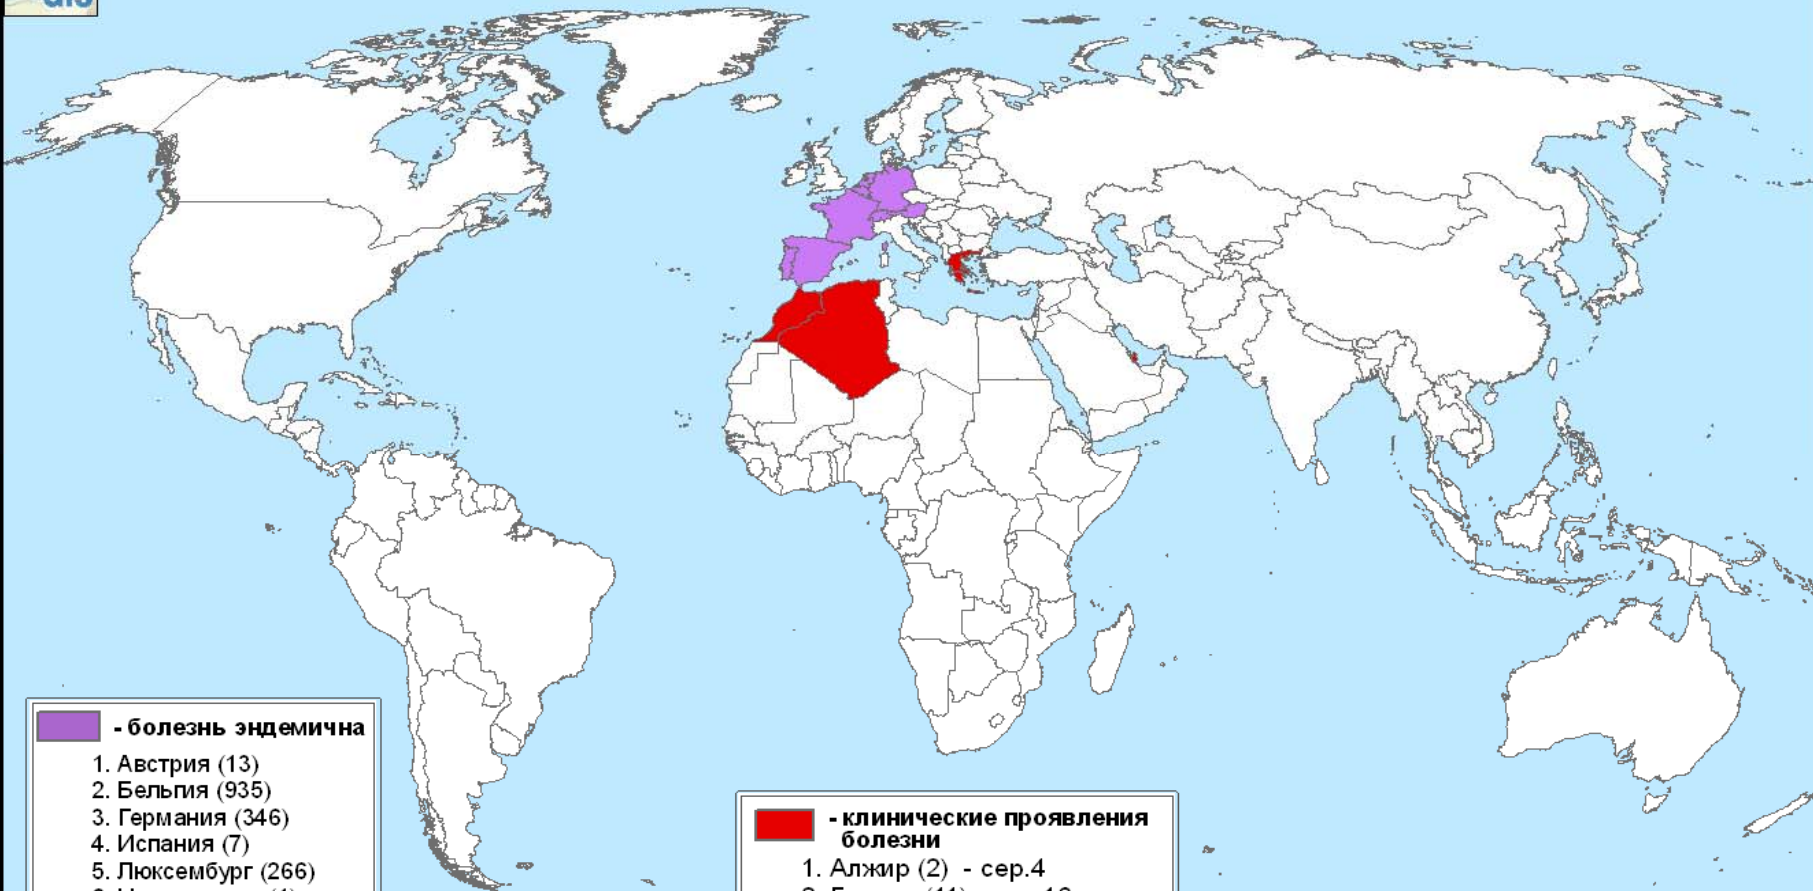 - болезнь эндемична
1. Австрия (13)
2. Бельгия (935)
3. Германия (346)
4. Испания (7)
5. Люксембург (266)
- клинические проявления
болезни
1. Алжир (2) - сер.4